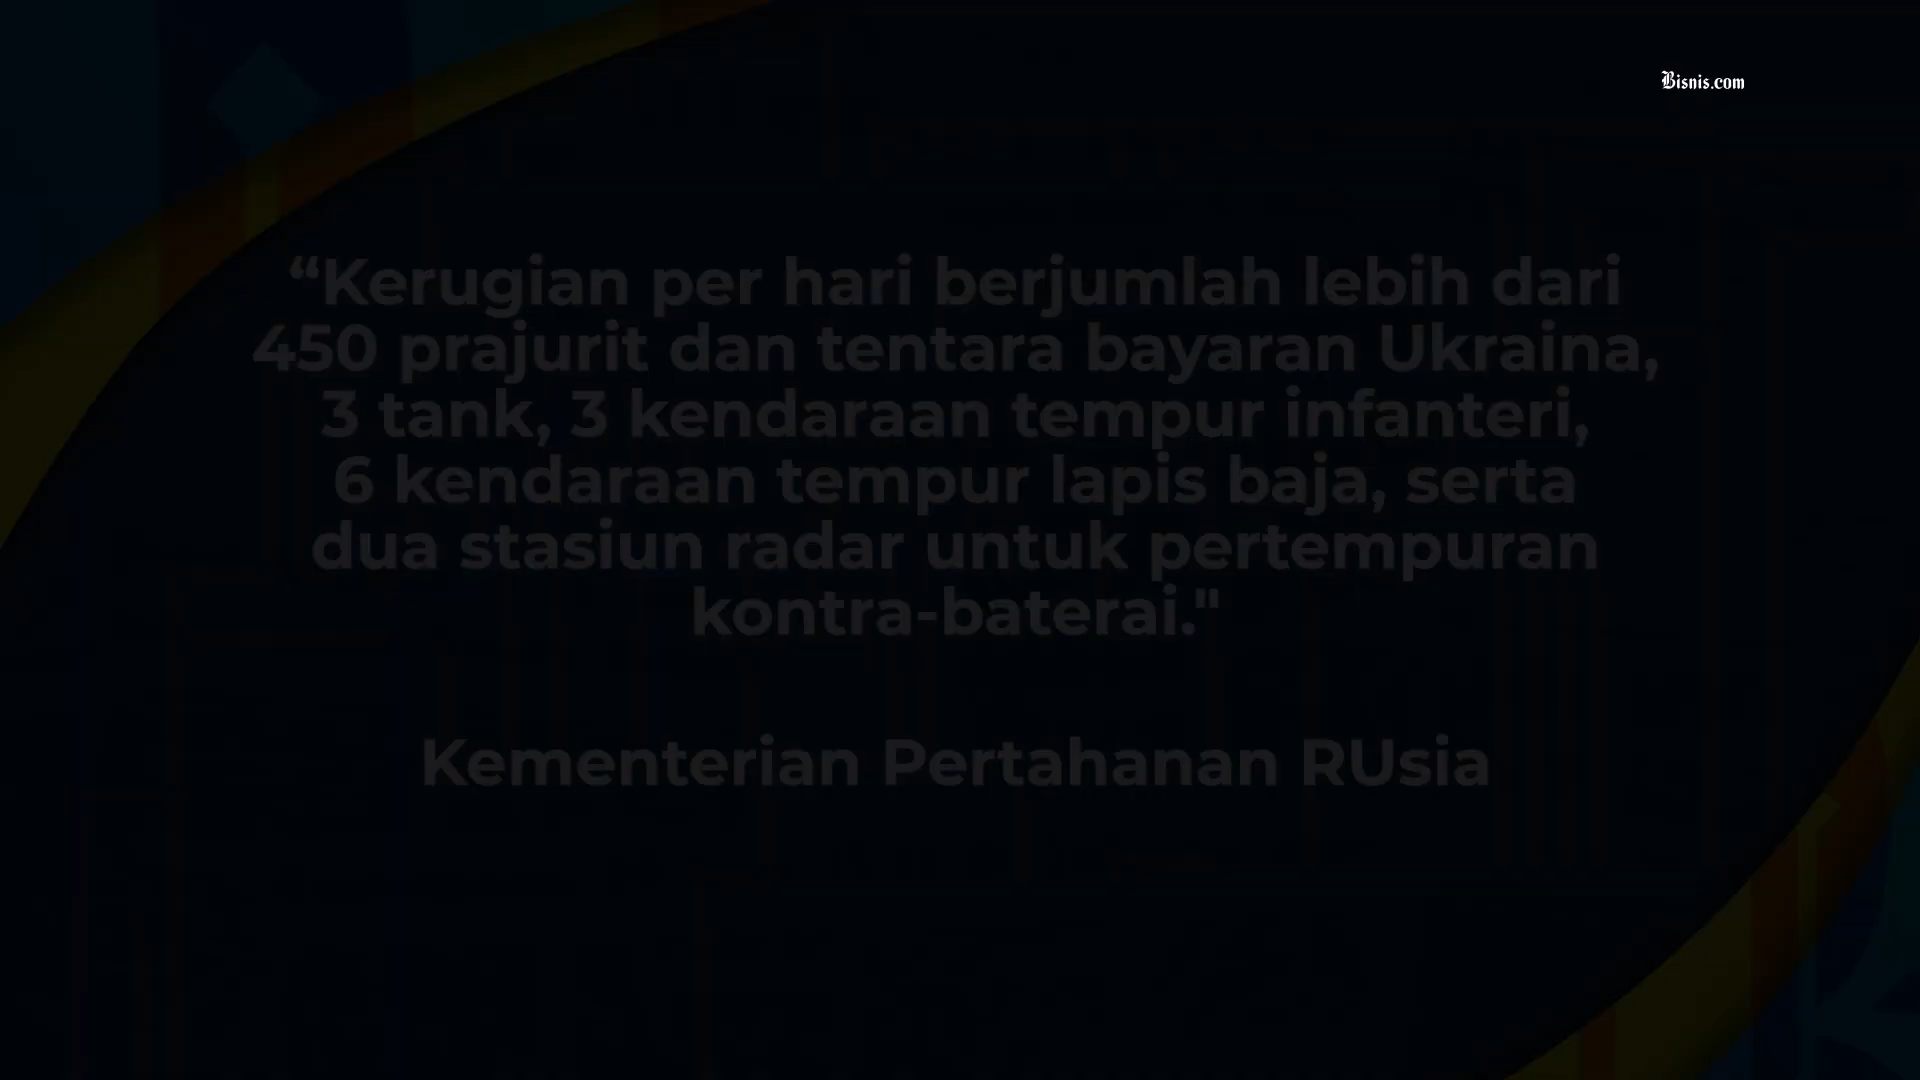 Bisnis.com
“Kerugian per hari berjumlah lebih dari
450 prajurit dan tentara bayaran Ukraina,
3 tank, 3 kendaraan tempur infanteri,
6 kendaraan tempur lapis baja, serta
dua stasiun radar untuk pertempuran
kontra-baterai."
Kementerian Pertahanan RUsia